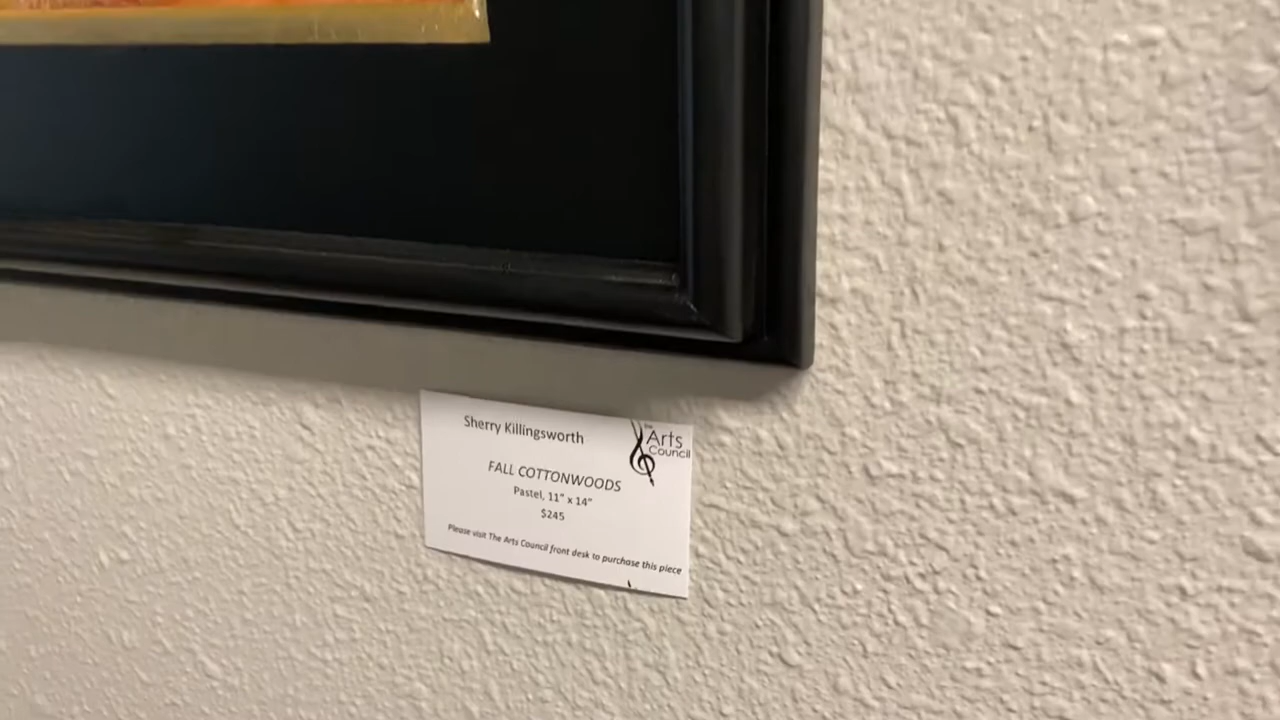 Sherry Killingsworth
The
Arts
Council
FALL COTTONWOODS
Pastel, 11" x 14"
$245
Please visit The Arts Council front desk to purchase this piece